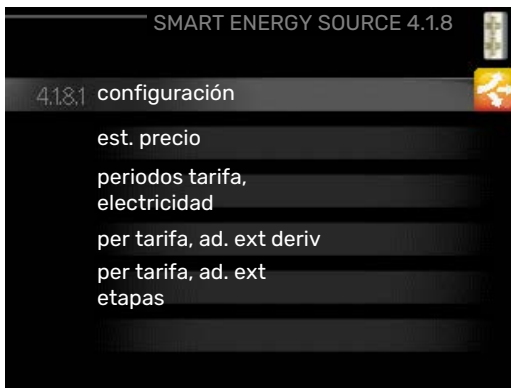 SMART ENERGY SOURCE 4.1.8
4.1.8.1 configuración
est. precio
periodos tarifa,
electricidad
per tarifa, ad. ext deriv
per tarifa, ad. ext
etapas